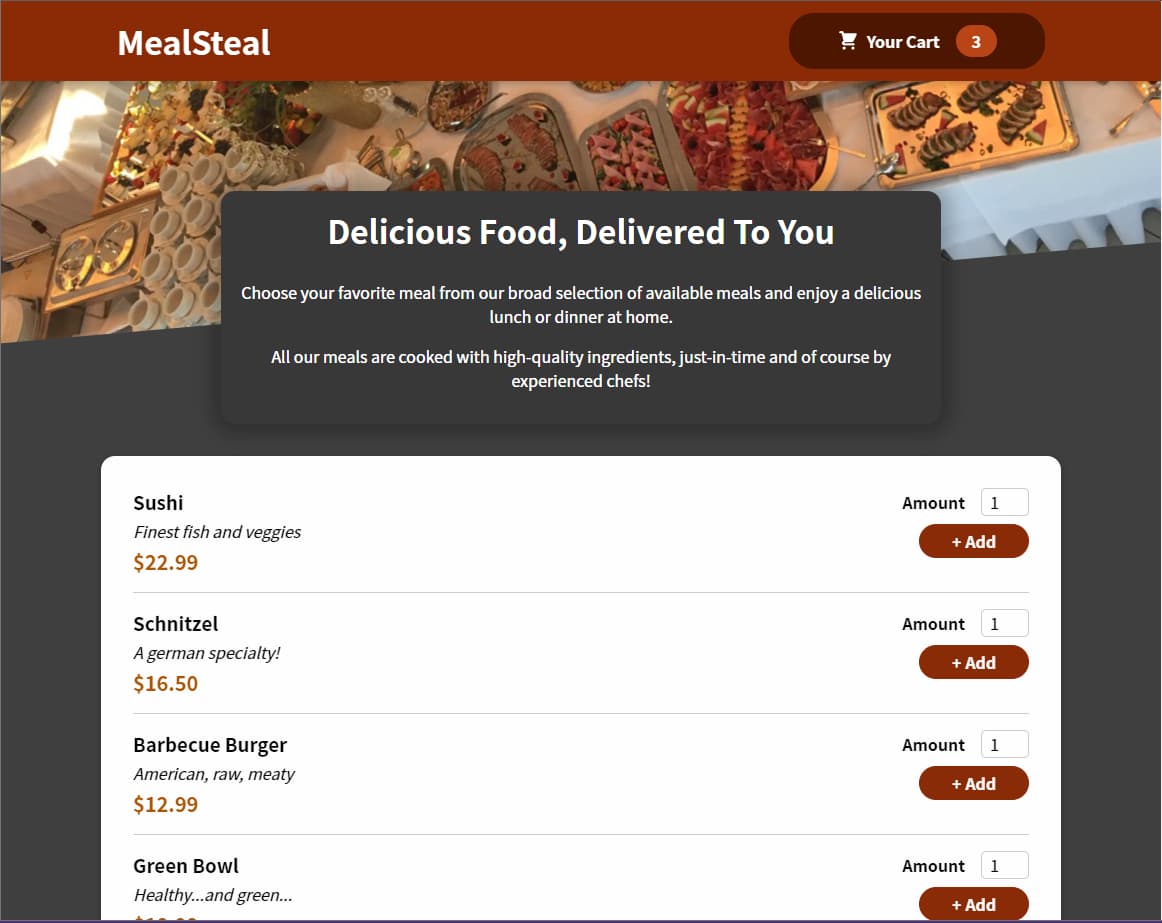 MealSteal
Your Cart 3
Delicious Food, Delivered To You
Choose your favorite meal from our broad selection of available meals and enjoy a delicious
lunch or dinner at home.
All our meals are cooked with high-quality ingredients, just-in-time and of course by
experienced chefs!
Sushi
Amount 1
Finest fish and veggies
+ Add
$22.99
Schnitzel
Amount 1
A german specialty!
+ Add
$16.50
Barbecue Burger
Amount 1
American, raw, meaty
+ Add
$12.99
Green Bowl
Amount 1
Healthy...and green...
+ Add